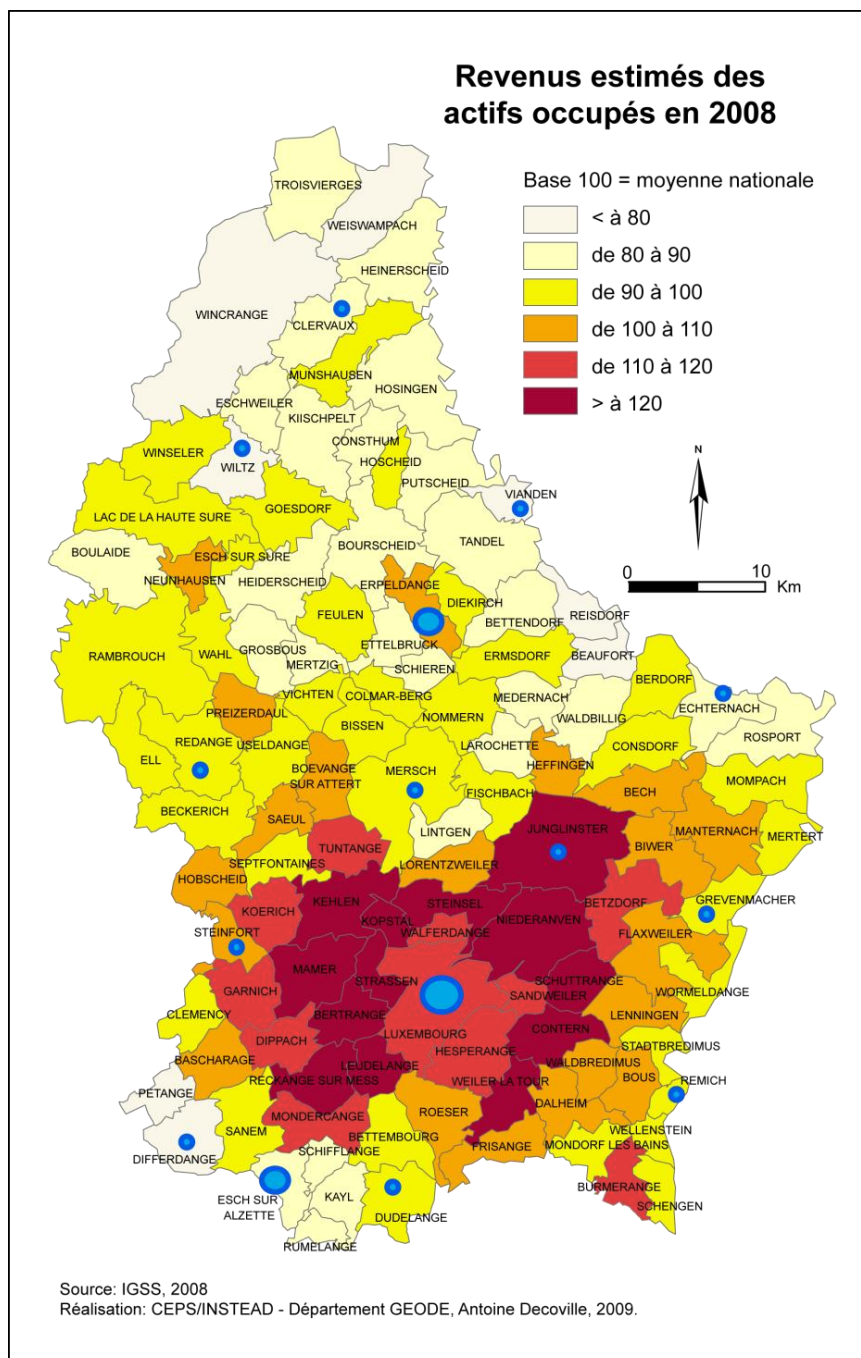 Revenus estimés des
actifs occupés en 2008
Base 100 = moyenne nationale
< à 80
de 80 à 90
de 90 à 100
de 100 à 110
de 110 à 120
> à 120
N
0 10
Km
TROISVIERGES
WEISWAMPACH
HEINERSCHEID
WINCRANGE
CLERVAUX
MUNSHAUSEN
HOSINGEN
ESCHWEILER
KIISCHPELT
CONSTHUM
WINSELER
HOSCHEID
WILTZ
PUTSCHEID
VIANDEN
GOESDORF
LAC DE LA HAUTE SURE
TANDEL
BOURSCHEID
BOULAIDE
ESCH SUR SURE
NEUNHAUSEN
HEIDERSCHEID
ERPELDANGE
DIEKIRCH
FEULEN
BETTENDORF
REISDORF
ETTELBRUCK
GROSBOUS
RAMBROUCH
WAHL
ERMSDORF
BEAUFORT
MERTZIG
SCHIEREN
BERDORF
VICHTEN
COLMAR-BERG
MEDERNACH
ECHTERNACH
PREIZERDAUL
NOMMERN
WALDBILLIG
BISSEN
ROSPORT
REDANGE
USELDANGE
LAROCHETTE
CONSDORF
ELL
BOEVANGE
SUR ATTERT
MERSCH
HEFFINGEN
MOMPACH
BECH
FISCHBACH
BECKERICH
SAEUL
LINTGEN
JUNGLINSTER
MANTERNACH
MERTERT
TUNTANGE
BIWER
SEPTFONTAINES
LORENTZWEILER
HOBSCHEID
KEHLEN
STEINSEL
BETZDORF
GREVENMACHER
KOERICH
KOPSTAL
NIEDERANVEN
STEINFORT
WALFERDANGE
FLAXWEILER
MAMER
STRASSEN
SCHUTTRANGE
GARNICH
SANDWEILER
WORMELDANGE
BERTRANGE
CLEMENCY
LENNINGEN
LUXEMBOURG
CONTERN
DIPPACH
STADTBREDIMUS
HESPERANGE
BASCHARAGE
LEUDELANGE
WALDBREDIMUS
RECKANGE SUR MESS
WEILER LA TOUR
BOUS
REMICH
PETANGE
DALHEIM
MONDERCANGE
ROESER
SANEM
WELLENSTEIN
BETTEMBOURG
FRISANGE
MONDORF LES BAINS
SCHIFFLANGE
DIFFERDANGE
BURMERANGE
ESCH SUR
ALZETTE
KAYL
SCHENGEN
DUDELANGE
RUMELANGE
Source: IGSS, 2008
Réalisation: CEPS/INSTEAD - Département GEODE, Antoine Decoville, 2009.